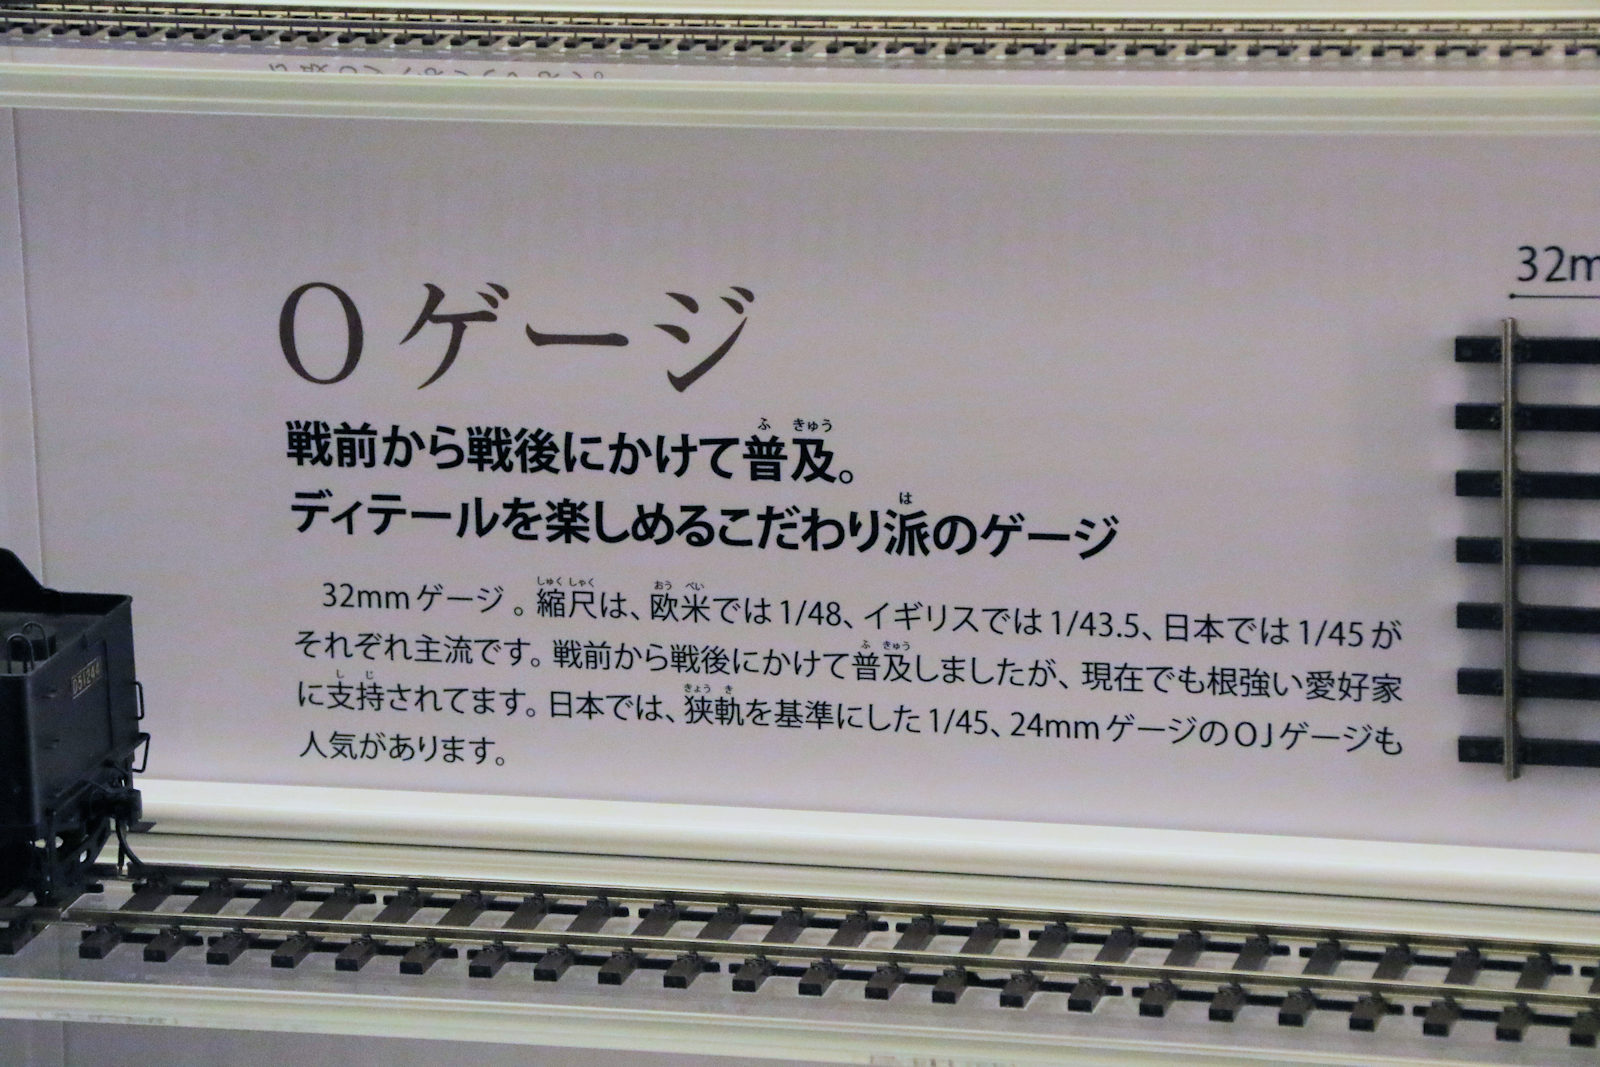 Oゲージ
戦前から戦後にかけて普及。
ディテールを楽しめるこだわり派のゲージ
32mmゲージ。縮尺は、欧米では1/48、イギリスでは1/43.5、日本では1/45が
それぞれ主流です。戦前から戦後にかけて普及しましたが、現在でも根強い愛好家
に支持されてます。日本では、狭軌を基準にした1/45、24mmゲージのOJゲージも
人気があります。
32m
D51244